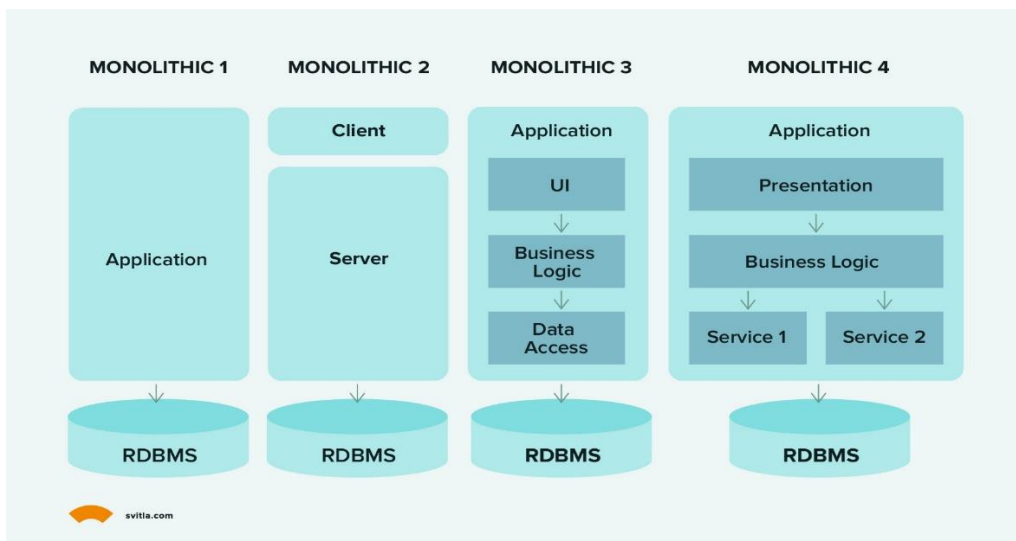 MONOLITHIC 1
MONOLITHIC 2
MONOLITHIC 3
MONOLITHIC 4
Application
RDBMS
Client
Server
RDBMS
Application
UI
Business
Logic
Data
Access
RDBMS
Application
Presentation
Business Logic
Service 1
Service 2
RDBMS
svitla.com